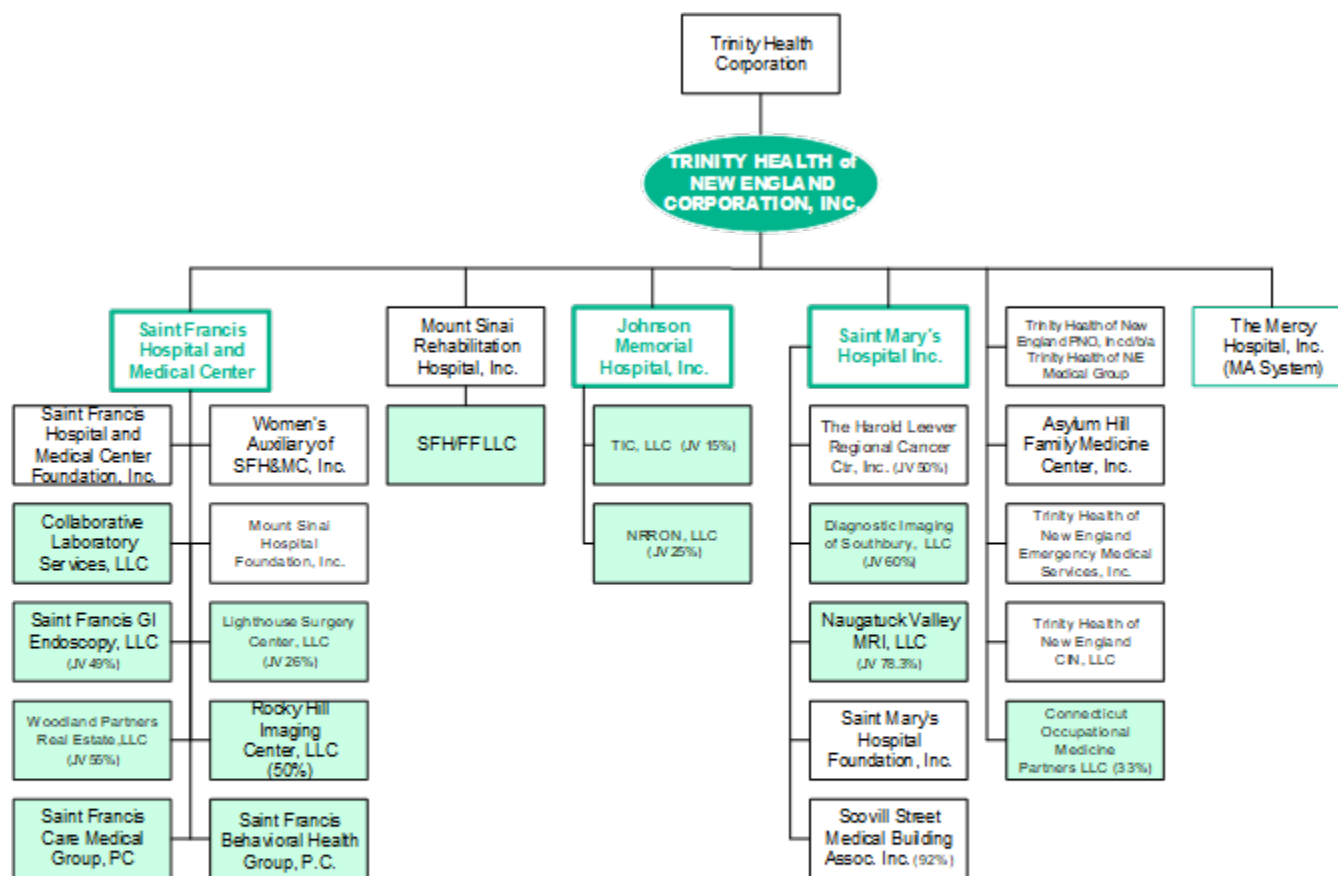 Trinity Health
Corporation
TRINITY HEALTH of
NEW ENGLAND
CORPORATION, INC.
Saint Francis
Hospital and
Medical Center
Mount Sinai
Rehabilitation
Hospital, Inc.
Johnson
Memorial
Hospital, Inc.
Saint Mary's
Hospital Inc.
Trinity Health of New
England PNO, Inc d/b/a
Trinity Health of N/E
Medical Group
The Mercy
Hospital, Inc.
(MA System)
Saint Francis
Hospital and
Medical Center
Foundation, Inc.
Women's
Auxiliary of
SFH&MC, Inc.
SFH/FF LLC
TIC, LLC (JV 15%)
The Harold Leever
Regional Cancer
Ctr, Inc. (JV 50%)
Asylum Hill
Family Medicine
Center, Inc.
Collaborative
Laboratory
Services, LLC
Mount Sinai
Hospital
Foundation, Inc.
NRRON, LLC
(JV 25%)
Diagnostic Imaging
of Southbury, LLC
(JV 60%)
Trinity Health of
New England
Emergency Medical
Services, Inc.
Saint Francis GI
Endoscopy, LLC
(JV 49%)
Lighthouse Surgery
Center, LLC
(JV 26%)
Naugatuck Valley
MRI, LLC
(JV 78.3%)
Trinity Health of
New England
CIN, LLC
Woodland Partners
Real Estate, LLC
(JV 55%)
Rocky Hill
Imaging
Center, LLC
(50%)
Saint Mary's
Hospital
Foundation, Inc.
Connecticut
Occupational
Medicine
Partners LLC (33%)
Saint Francis
Care Medical
Group, PC
Saint Francis
Behavioral Health
Group, P.C.
Scovill Street
Medical Building
Assoc. Inc. (92%)